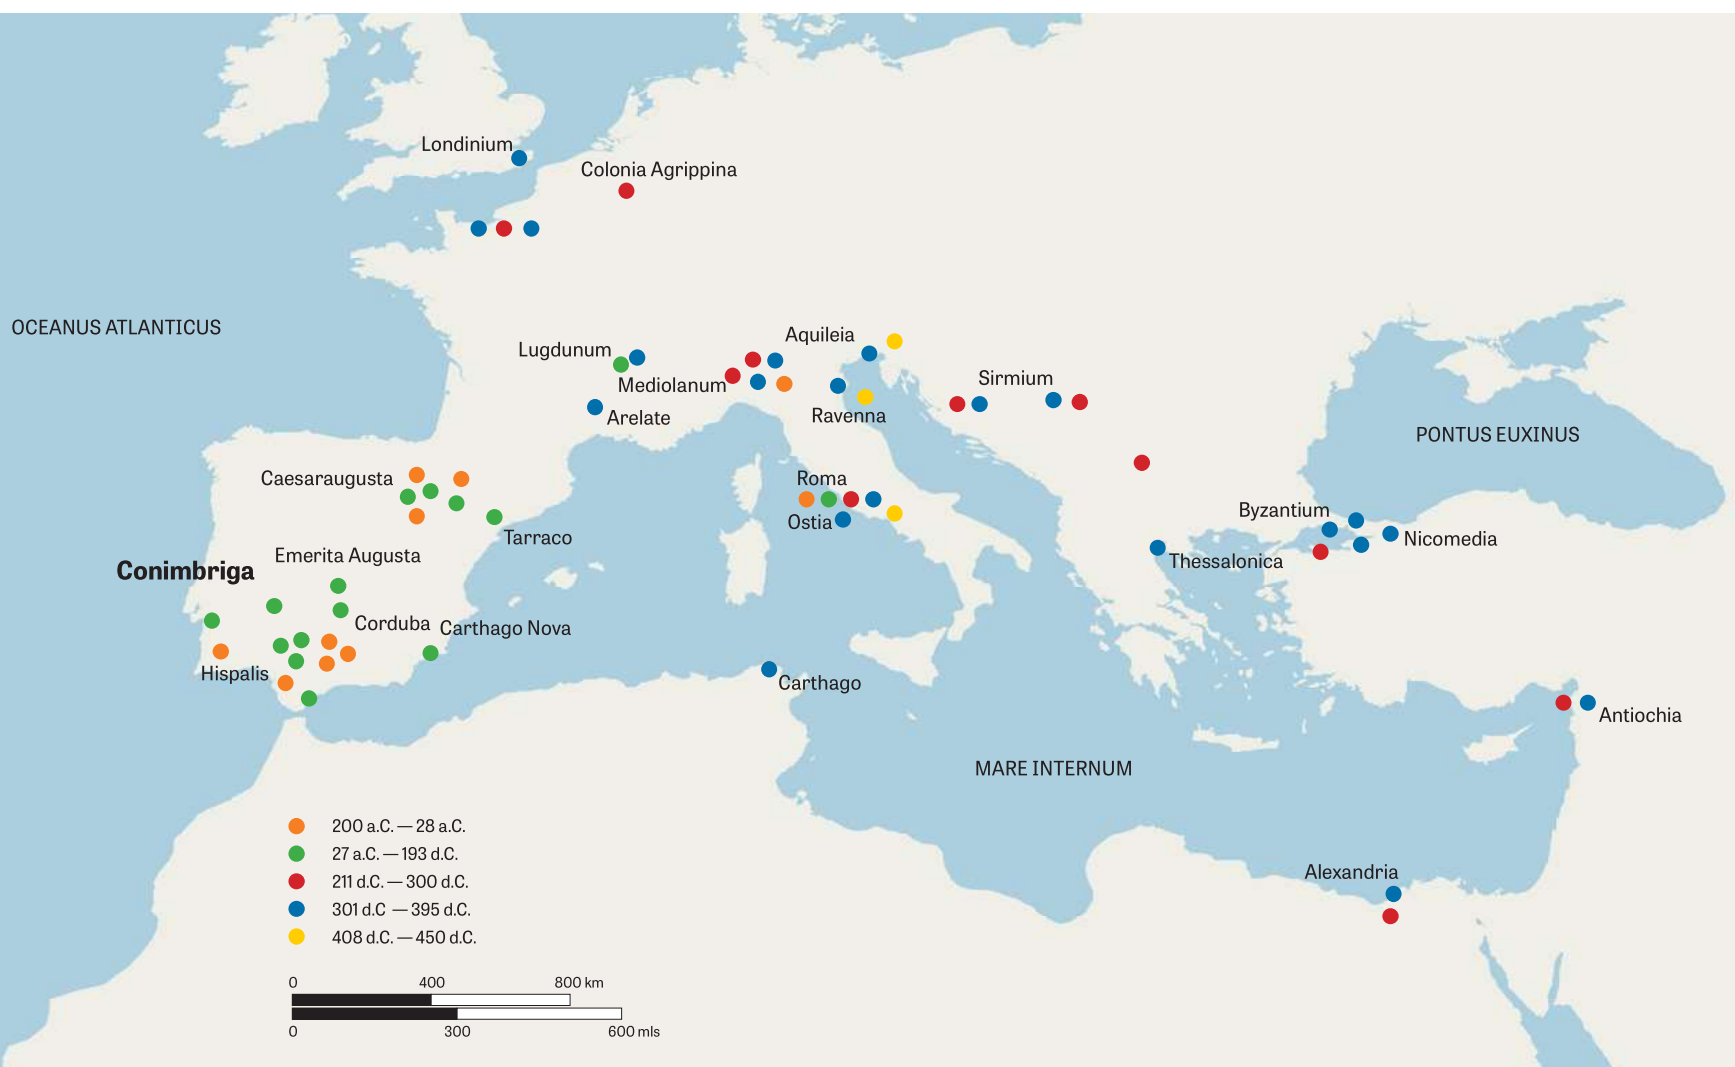 Londinium
Colonia Agrippina
OCEANUS ATLANTICUS
Aquileia
Lugdunum
Mediolanum
Sirmium
Arelate
Ravenna
PONTUS EUXINUS
Caesaraugusta
Roma
Byzantium
Ostia
Tarraco
Nicomedia
Emerita Augusta
Thessalonica
Conimbriga
Corduba
Carthago Nova
Hispalis
Carthago
Antiochia
MARE INTERNUM
200 a.C. — 28 a.C.
27 a.C. — 193 d.C.
211 d.C. — 300 d.C.
301 d.C — 395 d.C.
408 d.C. — 450 d.C.
Alexandria
0 400 800 km
0 300 600 mls